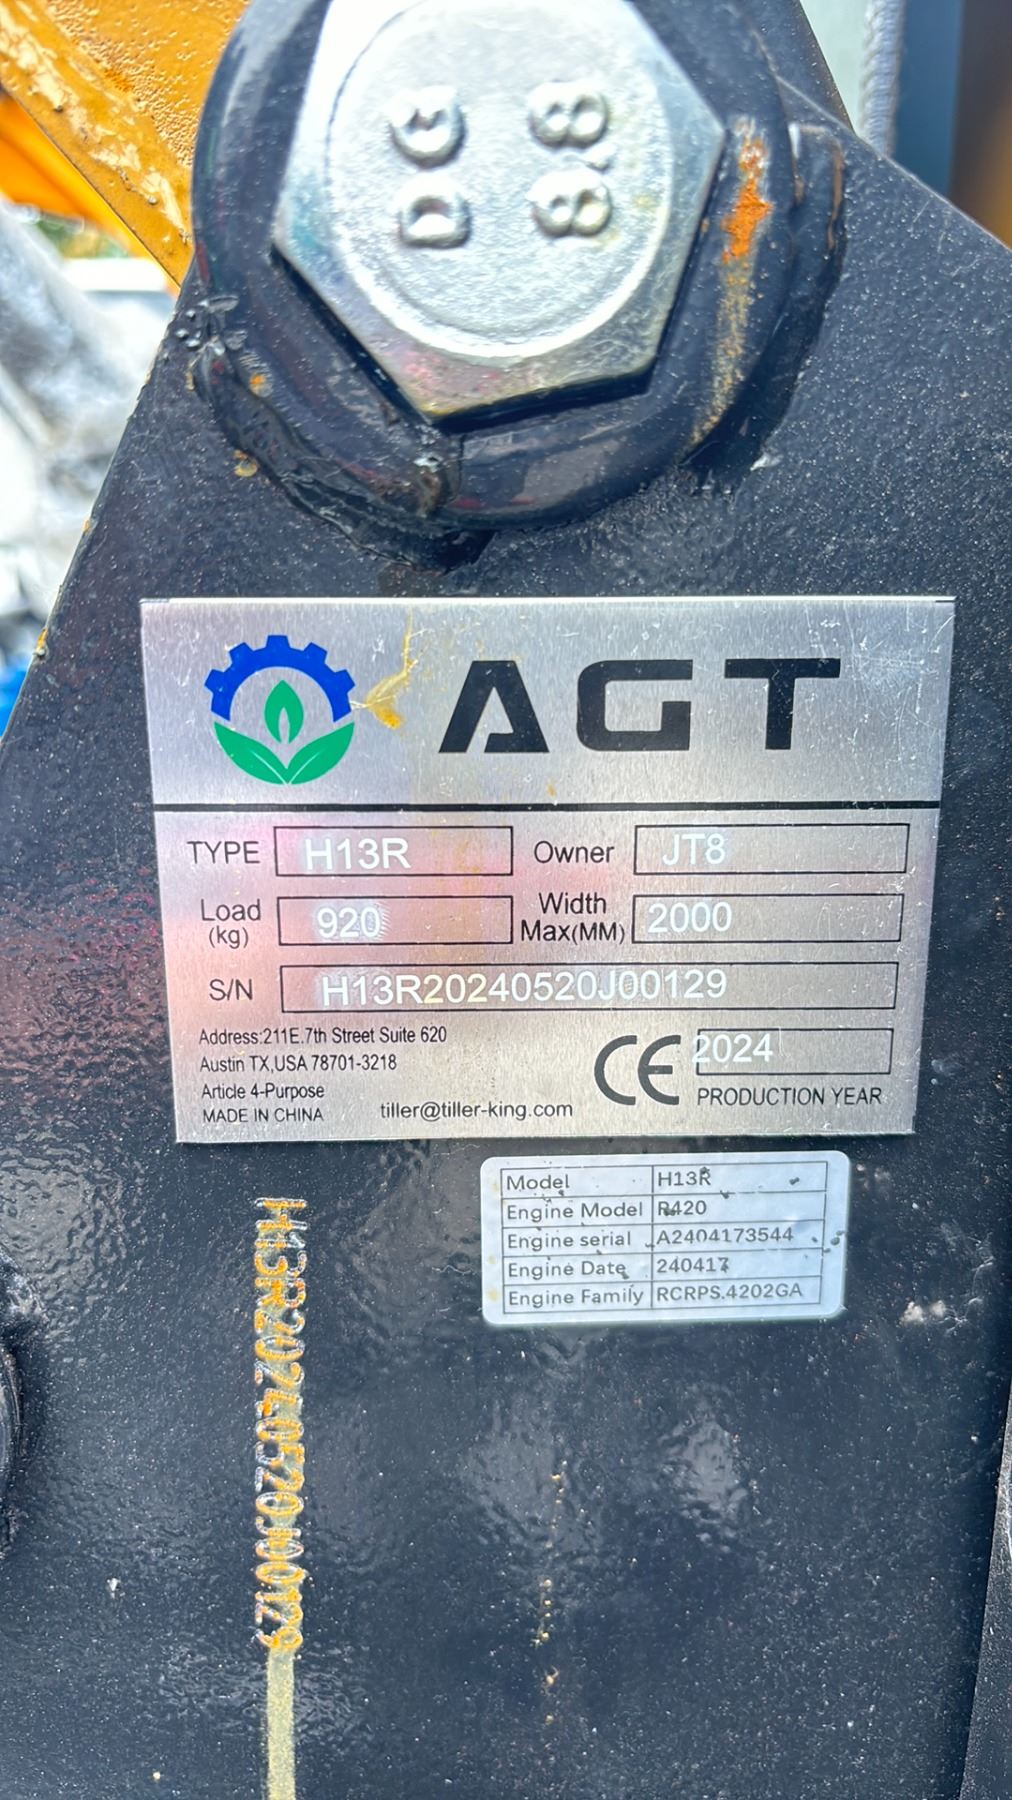 DC 8.8
AGT
TYPE H13R Owner JT8
Load (kg) 920 Width Max(MM) 2000
S/N H13R20240520J00129
Address:211E.7th Street Suite 620
Austin TX,USA 78701-3218
Article 4-Purpose
MADE IN CHINA
tiller@tiller-king.com
CE 2024
PRODUCTION YEAR
Model H13R
Engine Model R420
Engine serial A2404173544
Engine Date 240417
Engine Family RCRPS.4202GA
H13R20240520J00129